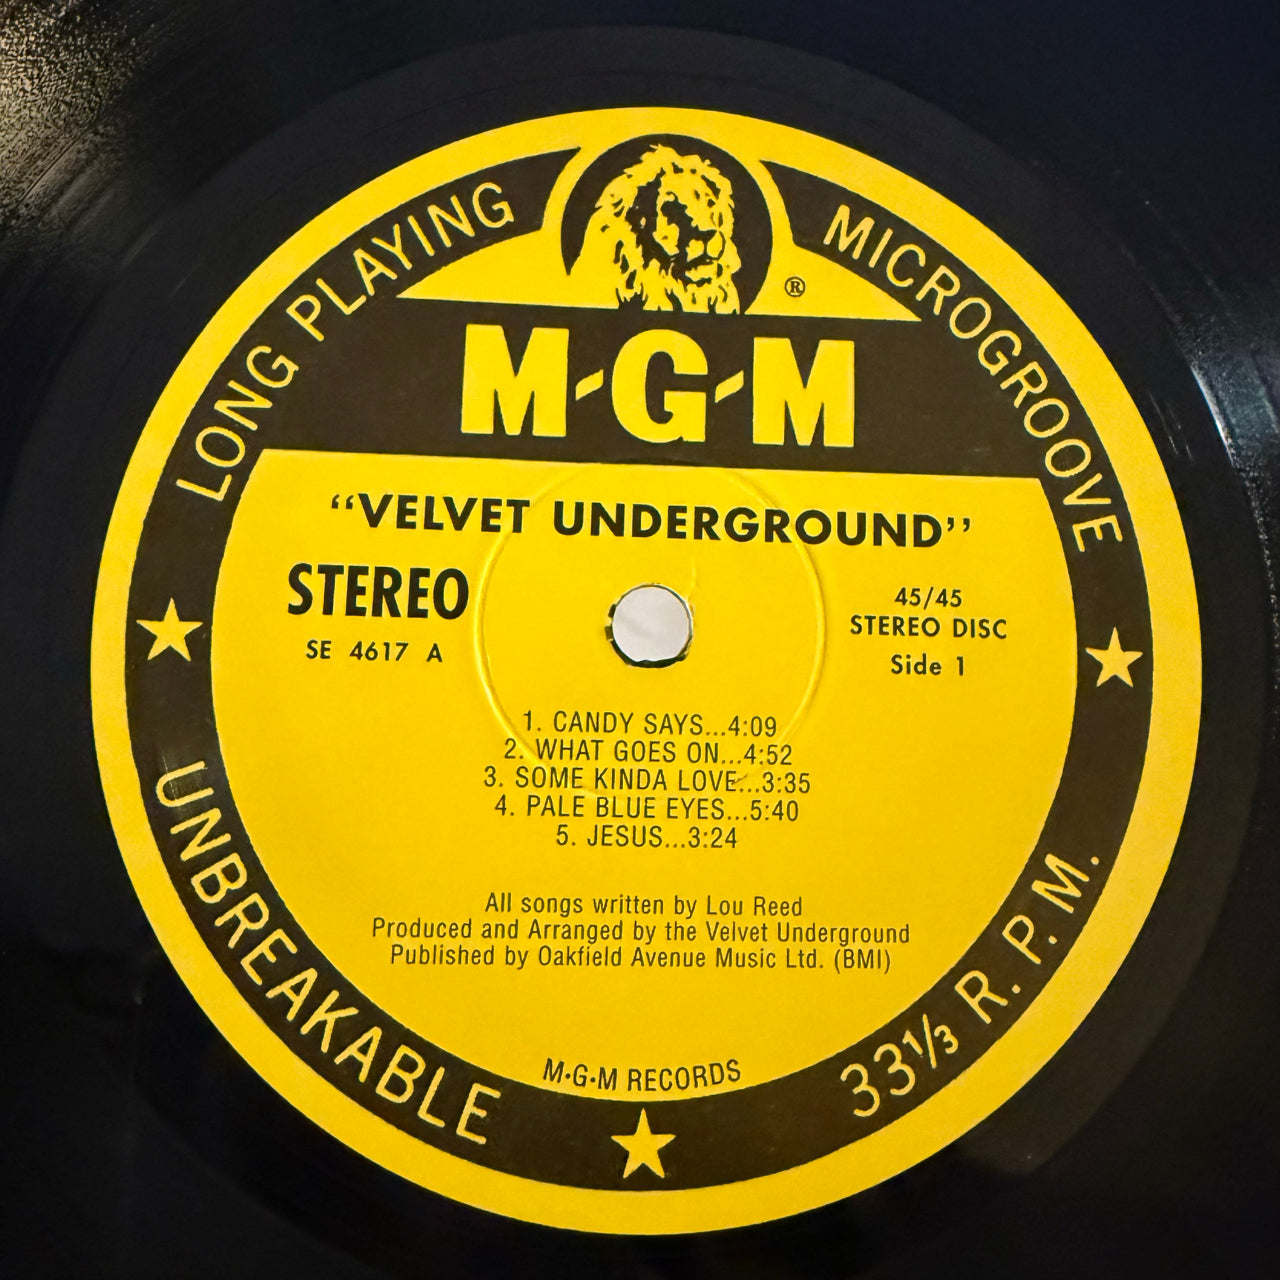 LONG PLAYING
MICROGROOVE
®
M-G-M
“VELVET UNDERGROUND”
STEREO
SE 4617 A
45/45
STEREO DISC
Side 1
1. CANDY SAYS...4:09
2. WHAT GOES ON...4:52
3. SOME KINDA LOVE...3:35
4. PALE BLUE EYES...5:40
5. JESUS...3:24
All songs written by Lou Reed
Produced and Arranged by the Velvet Underground
Published by Oakfield Avenue Music Ltd. (BMI)
M·G·M RECORDS
UNBREAKABLE
33⅓ R. P. M.